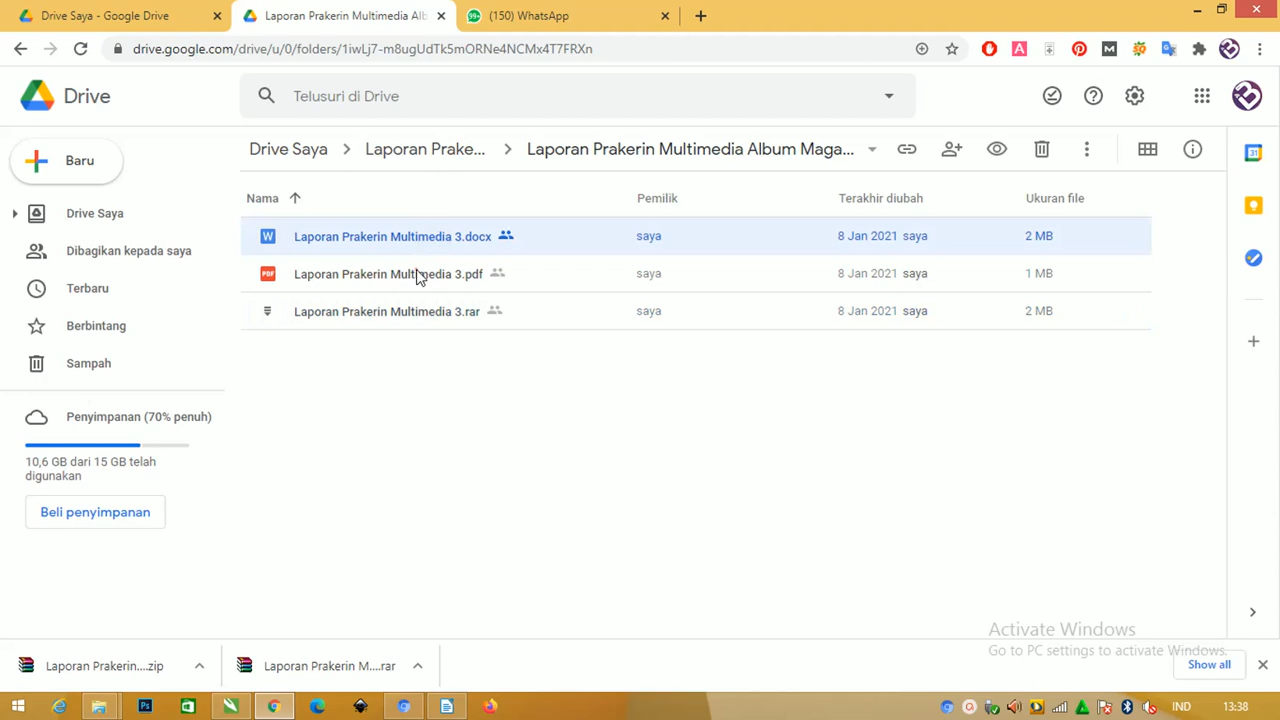 Drive Saya - Google Drive
Laporan Prakerin Multimedia Alb
(150) WhatsApp
drive.google.com/drive/u/0/folders/1iwLj7-m8ugUdTk5mORNe4NCMx4T7FRXn
Drive
Telusuri di Drive
Baru
Drive Saya
Laporan Prake...
Laporan Prakerin Multimedia Album Maga...
Nama
Pemilik
Terakhir diubah
Ukuran file
Laporan Prakerin Multimedia 3.docx
saya
8 Jan 2021 saya
2 MB
PDF
Laporan Prakerin Multimedia 3.pdf
saya
8 Jan 2021 saya
1 MB
Laporan Prakerin Multimedia 3.rar
saya
8 Jan 2021 saya
2 MB
Drive Saya
Dibagikan kepada saya
Terbaru
Berbintang
Sampah
Penyimpanan (70% penuh)
10,6 GB dari 15 GB telah
digunakan
Beli penyimpanan
Activate Windows
Go to PC settings to activate Windows.
Laporan Prakerin....zip
Laporan Prakerin M....rar
Show all
IND
13:38